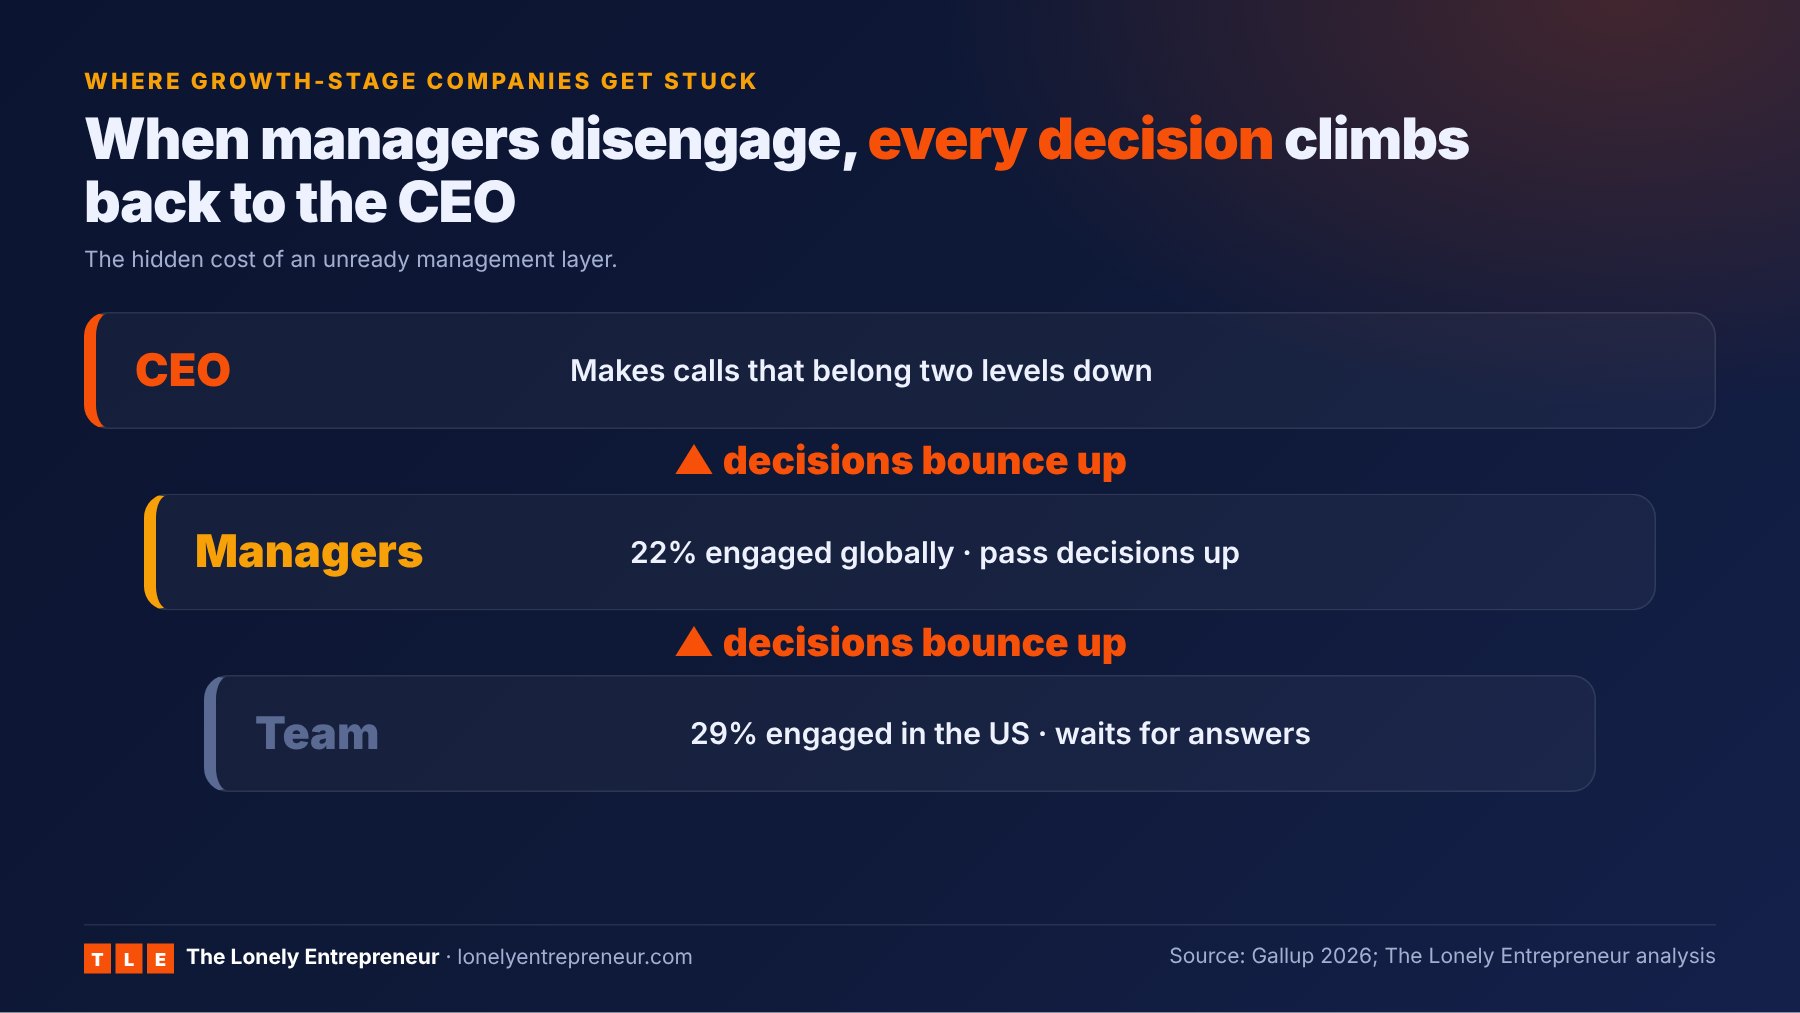 WHERE GROWTH-STAGE COMPANIES GET STUCK
When managers disengage, every decision climbs
back to the CEO
The hidden cost of an unready management layer.
CEO
Makes calls that belong two levels down
▲ decisions bounce up
Managers
22% engaged globally · pass decisions up
▲ decisions bounce up
Team
29% engaged in the US · waits for answers
T L E The Lonely Entrepreneur · lonelyentrepreneur.com
Source: Gallup 2026; The Lonely Entrepreneur analysis